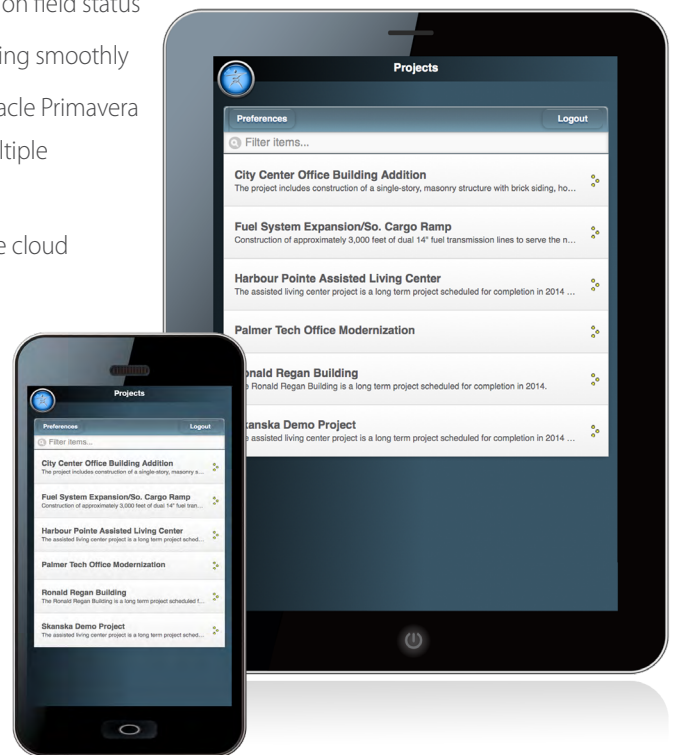 on field status
ing smoothly
acle Primavera
ltiple
e cloud
Projects
Preferences Logout
Filter items...
City Center Office Building Addition
The project includes construction of a single-story, masonry structure with brick siding, ho...
Fuel System Expansion/So. Cargo Ramp
Construction of approximately 3,000 feet of dual 14" fuel transmission lines to serve the n...
Harbour Pointe Assisted Living Center
The assisted living center project is a long term project scheduled for completion in 2014 ...
Palmer Tech Office Modernization
onald Regan Building
e Ronald Regan Building is a long term project scheduled for completion in 2014.
kanska Demo Project
e assisted living center project is a long term project scheduled for completion in 2014 ...
Projects
Preferences Logout
Filter items...
City Center Office Building Addition
The project includes construction of a single-story, masonry s...
Fuel System Expansion/So. Cargo Ramp
Construction of approximately 3,000 feet of dual 14" fuel tran...
Harbour Pointe Assisted Living Center
The assisted living center project is a long term project sched...
Palmer Tech Office Modernization
Ronald Regan Building
The Ronald Regan Building is a long term project scheduled f...
Skanska Demo Project
The assisted living center project is a long term project sched...